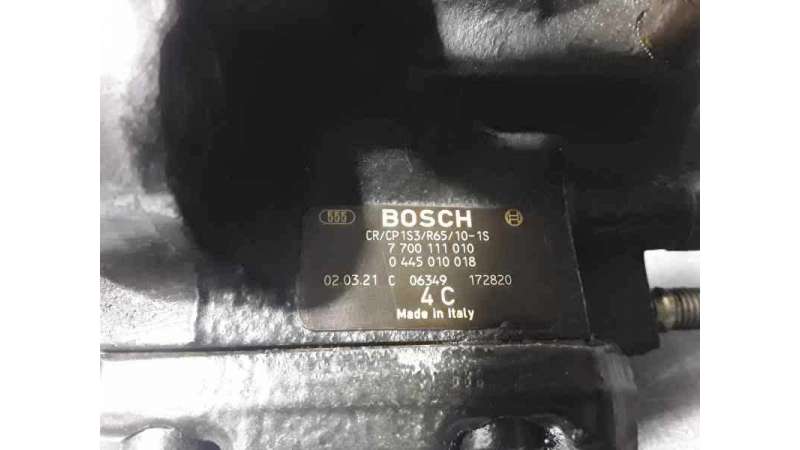 555 BOSCH
CR/CP1S3/R65/10-1S
7 700 111 010
0 445 010 018
02.03.21 C 06349 172820
4 C
Made in Italy